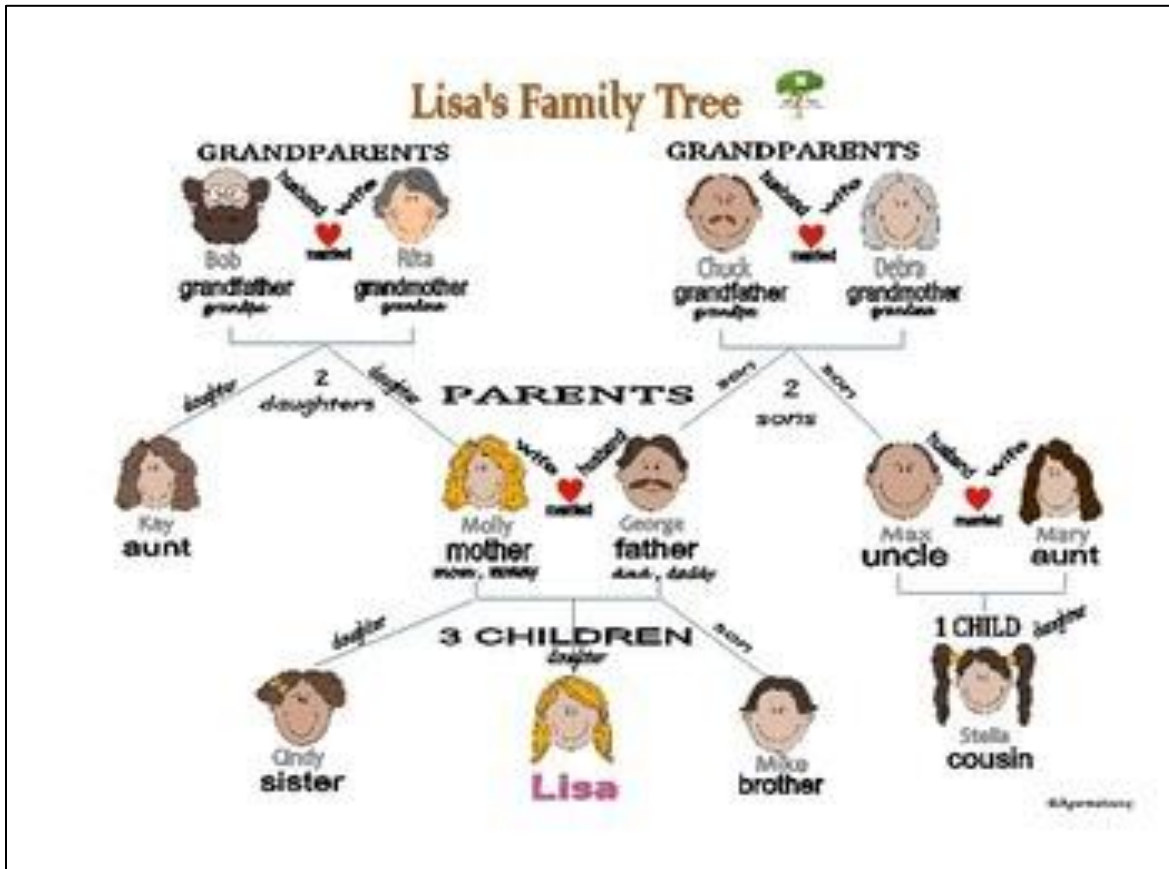 Lisa's Family Tree
GRANDPARENTS
GRANDPARENTS
husband wife
married
husband wife
married
Bob
Rita
Chuck
Debra
grandfather
grandmother
grandfather
grandmother
grandpa
grandma
grandpa
grandma
daughter
2
daughters
daughter
PARENTS
son
2
sons
son
wife husband
married
husband wife
married
Kay
Molly
George
Max
Mary
aunt
mother
father
uncle
aunt
mom, mommy
dad, daddy
daughter
3 CHILDREN
daughter
son
1 CHILD daughter
Cindy
sister
Lisa
Mike
brother
Stella
cousin